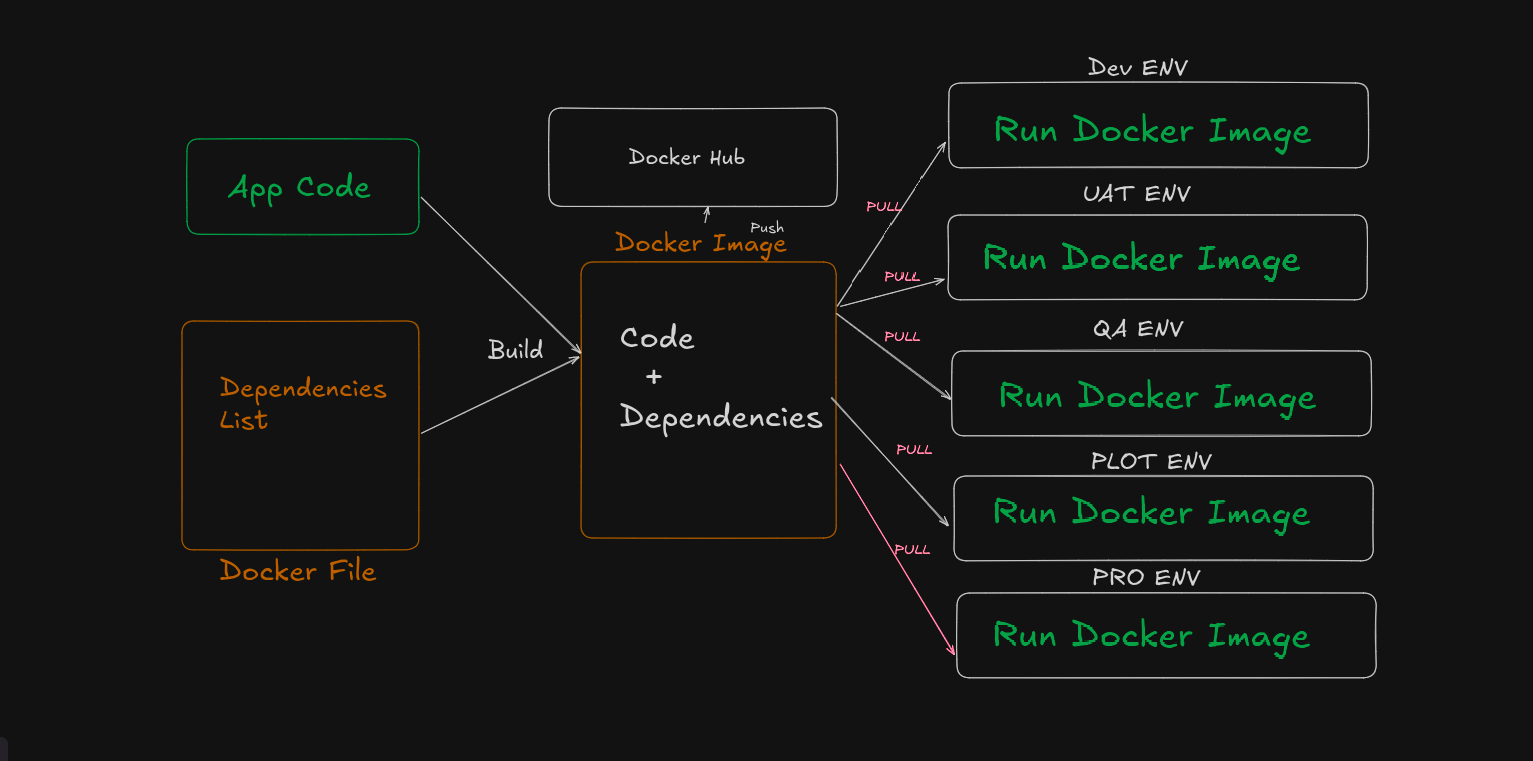 App Code
Dependencies
List
Docker File
Build
Docker Hub
Push
Docker Image
Code
+
Dependencies
PULL
PULL
PULL
PULL
PULL
Dev ENV
Run Docker Image
UAT ENV
Run Docker Image
QA ENV
Run Docker Image
PLOT ENV
Run Docker Image
PRO ENV
Run Docker Image